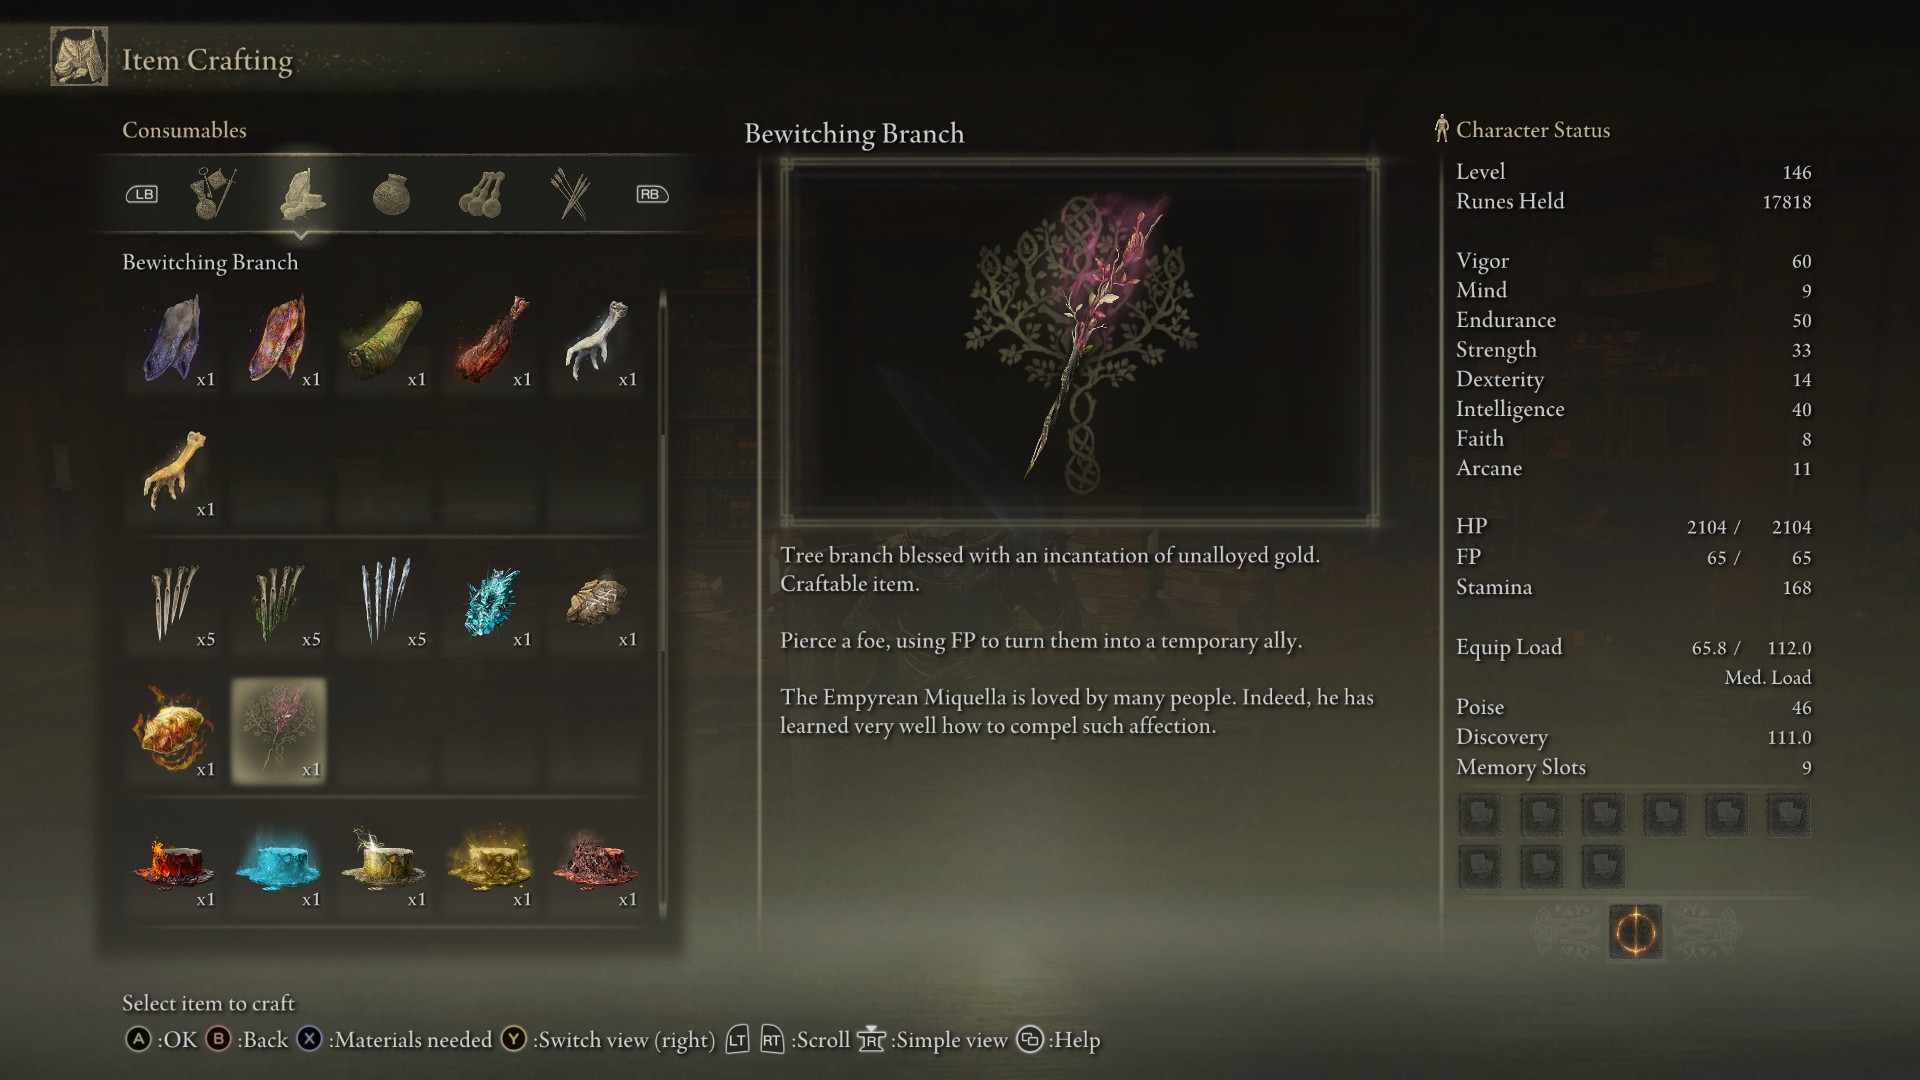 Item Crafting
Consumables
LB
RB
Bewitching Branch
x1 x1 x1 x1 x1
x1
x5 x5 x5 x1 x1
x1 x1
x1 x1 x1 x1 x1
Bewitching Branch
Tree branch blessed with an incantation of unalloyed gold.
Craftable item.
Pierce a foe, using FP to turn them into a temporary ally.
The Empyrean Miquella is loved by many people. Indeed, he has
learned very well how to compel such affection.
Character Status
Level 146
Runes Held 17818
Vigor 60
Mind 9
Endurance 50
Strength 33
Dexterity 14
Intelligence 40
Faith 8
Arcane 11
HP 2104 / 2104
FP 65 / 65
Stamina 168
Equip Load 65.8 / 112.0
Med. Load
Poise 46
Discovery 111.0
Memory Slots 9
Select item to craft
A :OK B :Back X :Materials needed Y :Switch view (right) LT RT :Scroll R :Simple view :Help